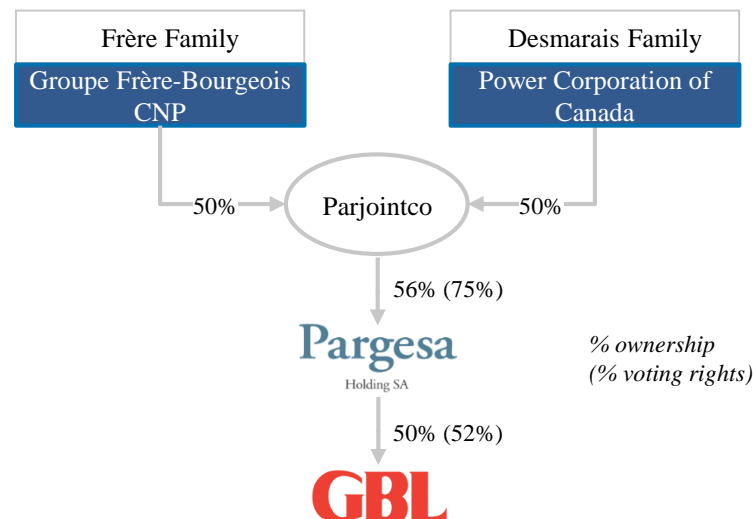 Frère Family
Desmarais Family
Groupe Frère-Bourgeois
CNP
Power Corporation of
Canada
50%
Parjointco
50%
56% (75%)
Pargesa
Holding SA
% ownership
(% voting rights)
50% (52%)
GBL